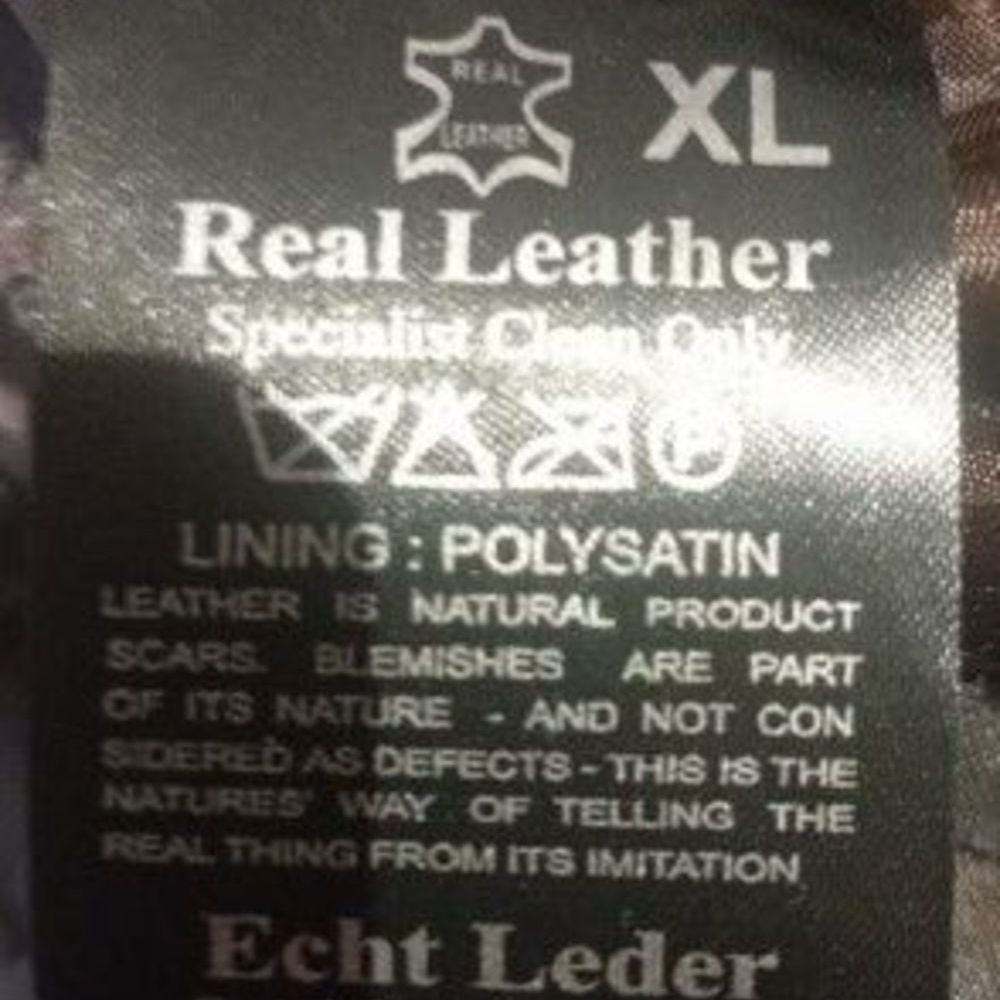 REAL
LEATHER
XL
Real Leather
Specialist Clean Only
P
LINING : POLYSATIN
LEATHER IS NATURAL PRODUCT
SCARS. BLEMISHES ARE PART
OF ITS NATURE - AND NOT CON
SIDERED AS DEFECTS - THIS IS THE
NATURES' WAY OF TELLING THE
REAL THING FROM ITS IMITATION
Echt Leder